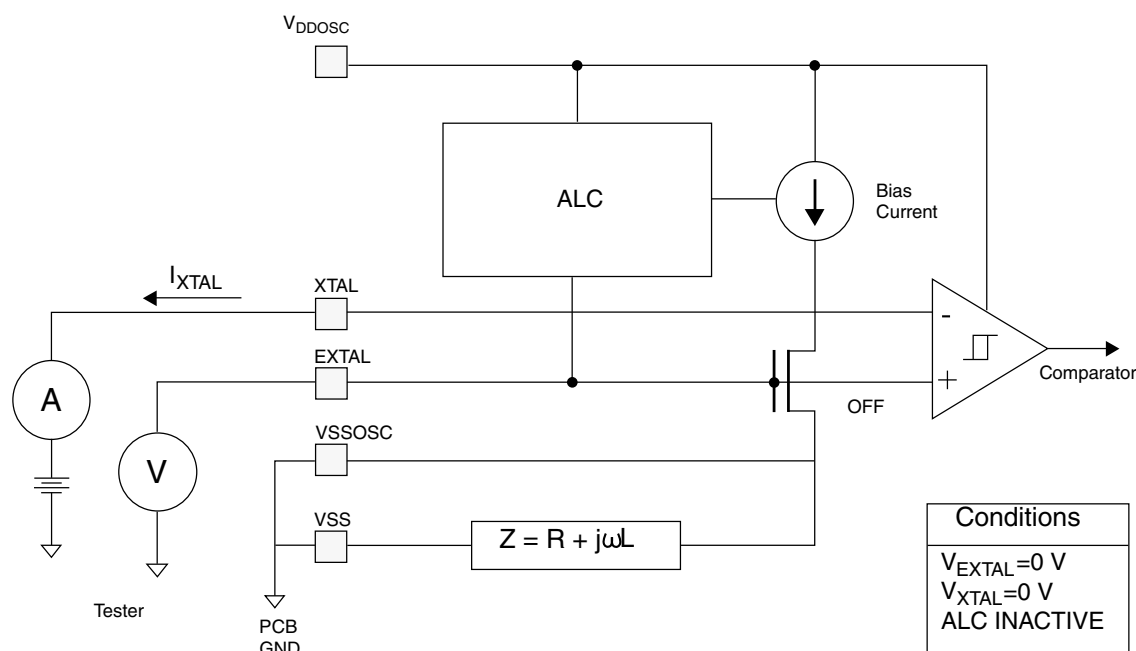 VDDOSC
ALC
Bias
Current
IXTAL
XTAL
-
EXTAL
+
A
OFF
Comparator
VSSOSC
V
VSS
Z = R + jωL
Conditions
VEXTAL=0 V
VXTAL=0 V
ALC INACTIVE
Tester
PCB
GND